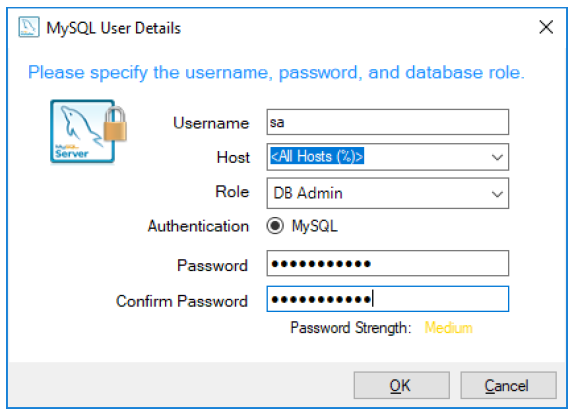 MySQL User Details
Please specify the username, password, and database role.
MySQL
Server
Username sa
Host <All Hosts (%)>
Role DB Admin
Authentication MySQL
Password ●●●●●●●●●●●
Confirm Password ●●●●●●●●●●●
Password Strength: Medium
OK Cancel